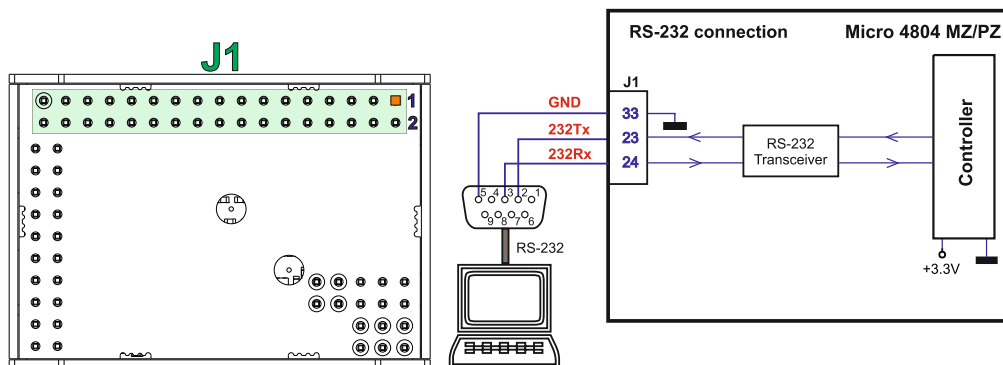 J1
1
2
RS-232 connection
Micro 4804 MZ/PZ
J1
GND
33
232Tx
23
232Rx
24
RS-232
Transceiver
Controller
+3.3V
5 4 3 2 1
9 8 7 6
RS-232